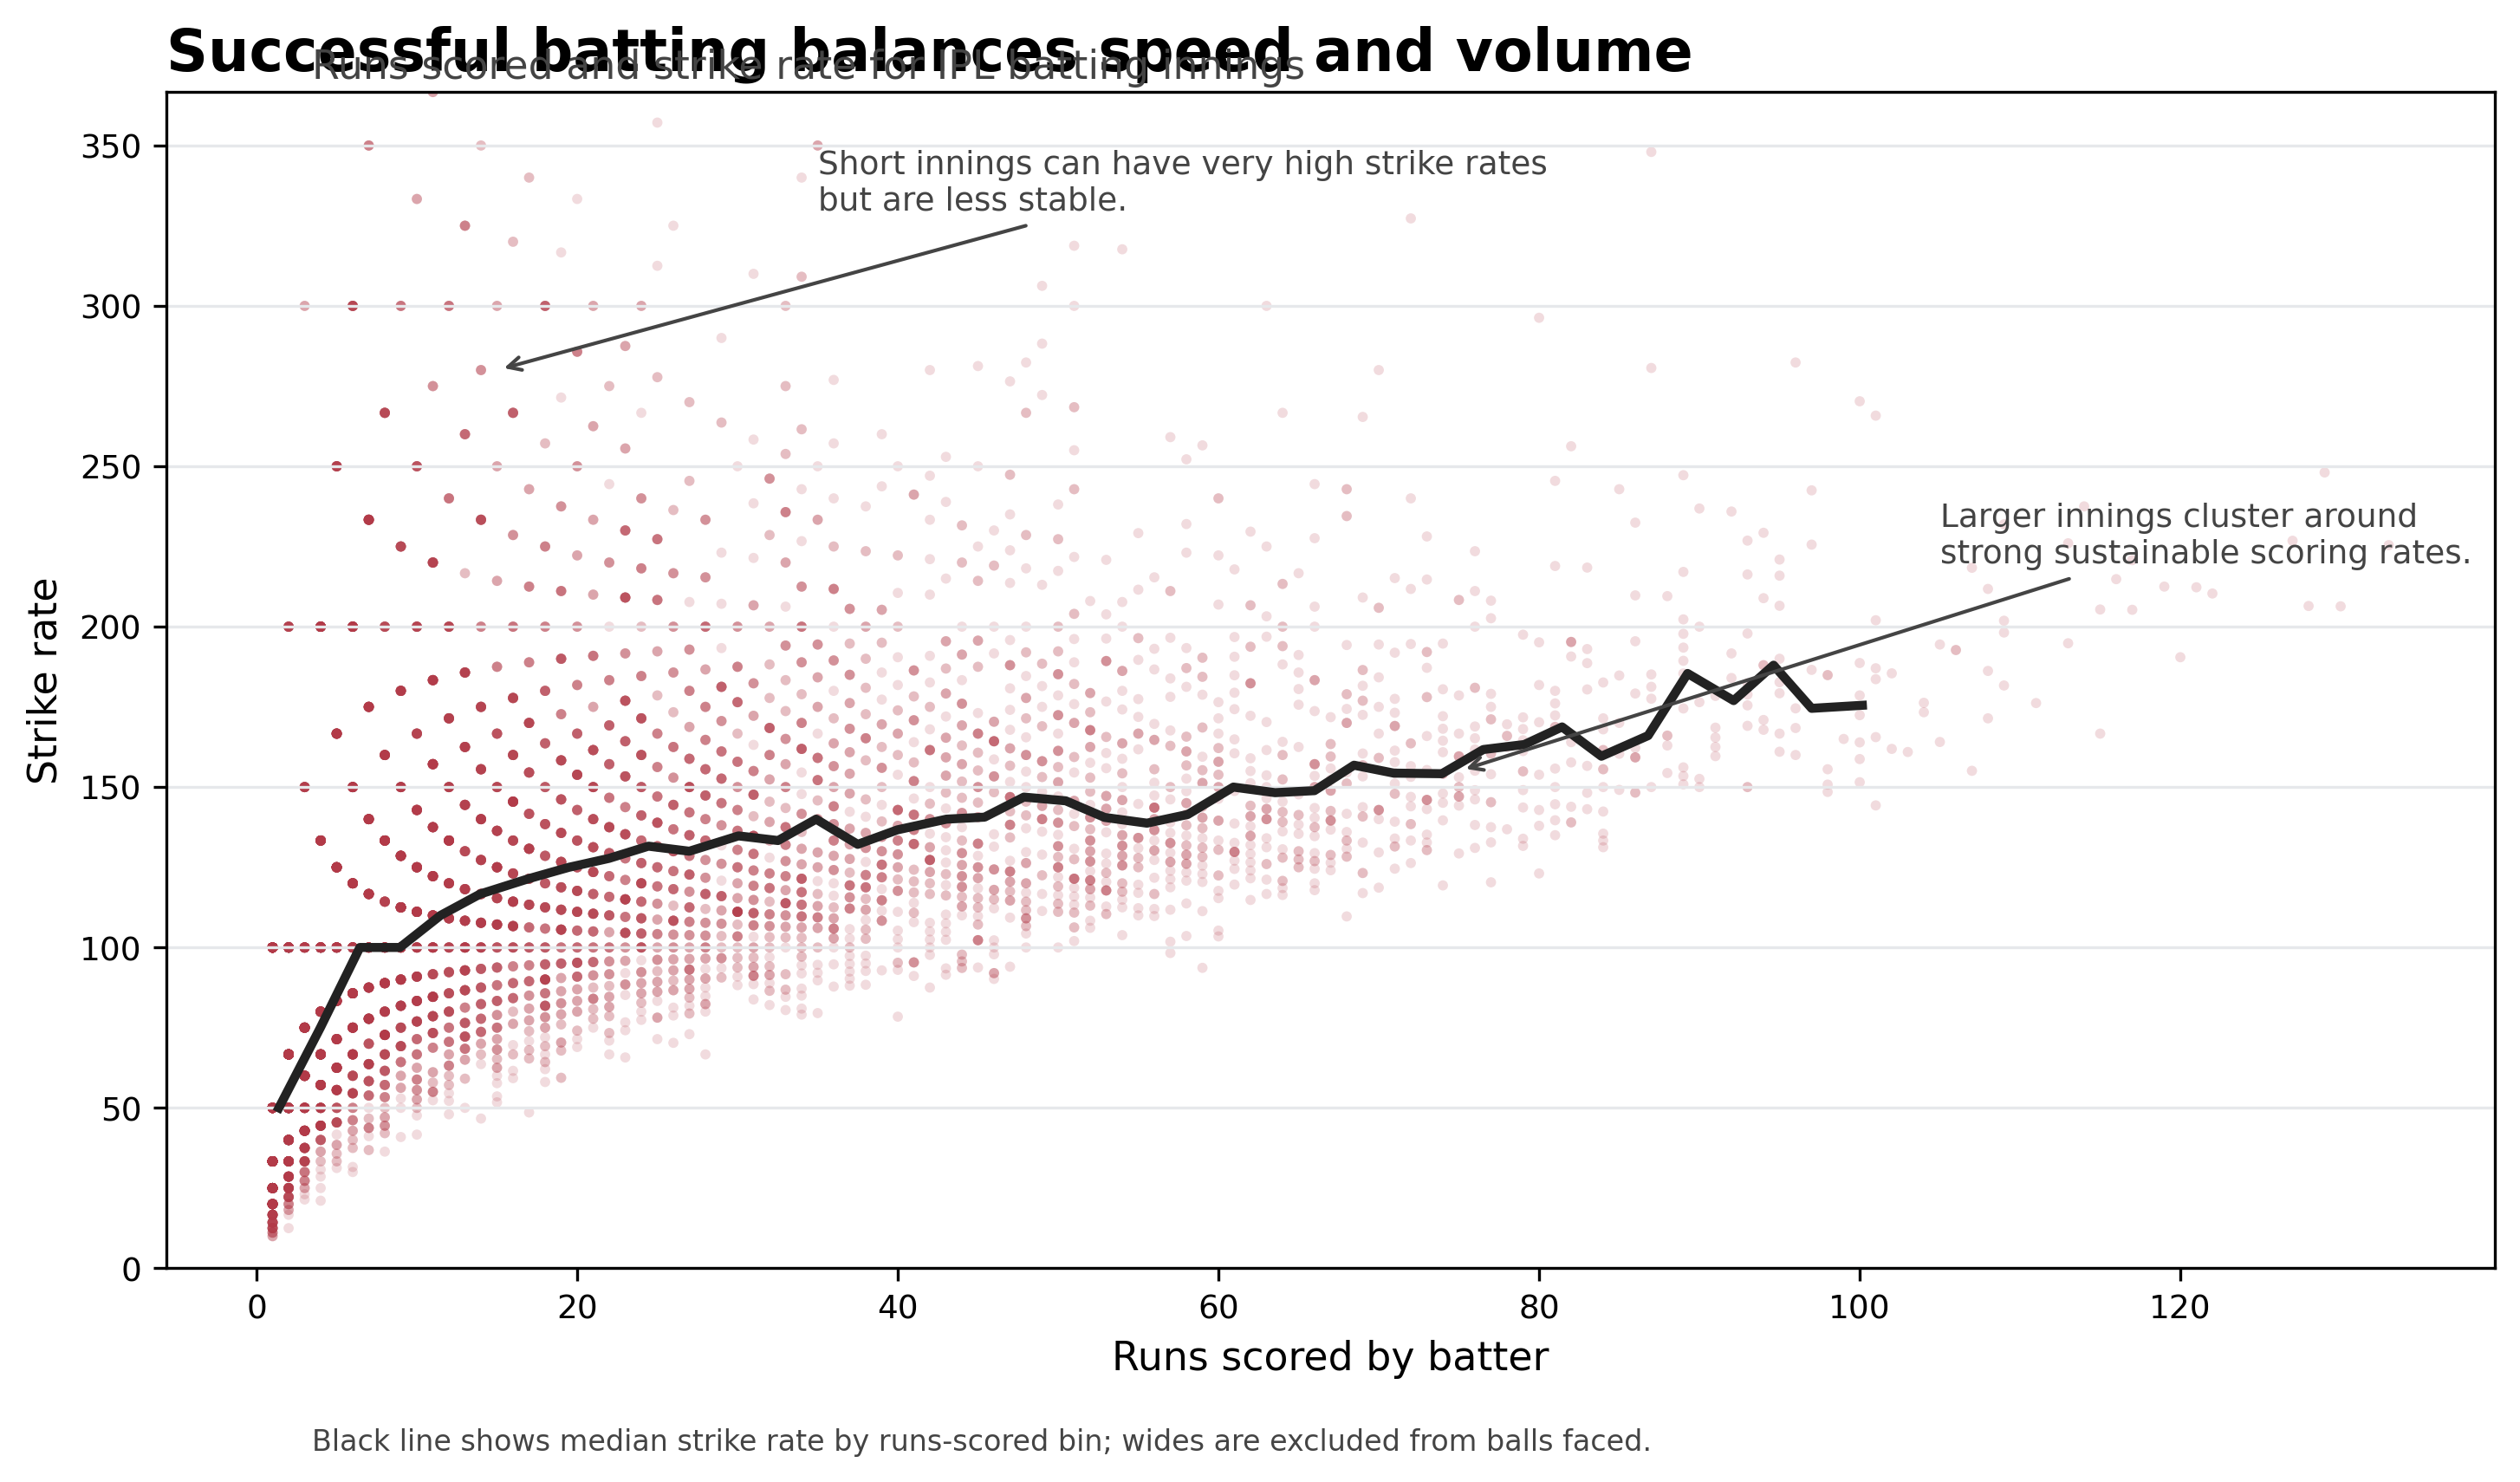 Successful batting balances speed and volume
Runs scored and strike rate for IPL batting innings
350
300
250
200
150
100
50
0
Strike rate
Short innings can have very high strike rates
but are less stable.
Larger innings cluster around
strong sustainable scoring rates.
0 20 40 60 80 100 120
Runs scored by batter
Black line shows median strike rate by runs-scored bin; wides are excluded from balls faced.